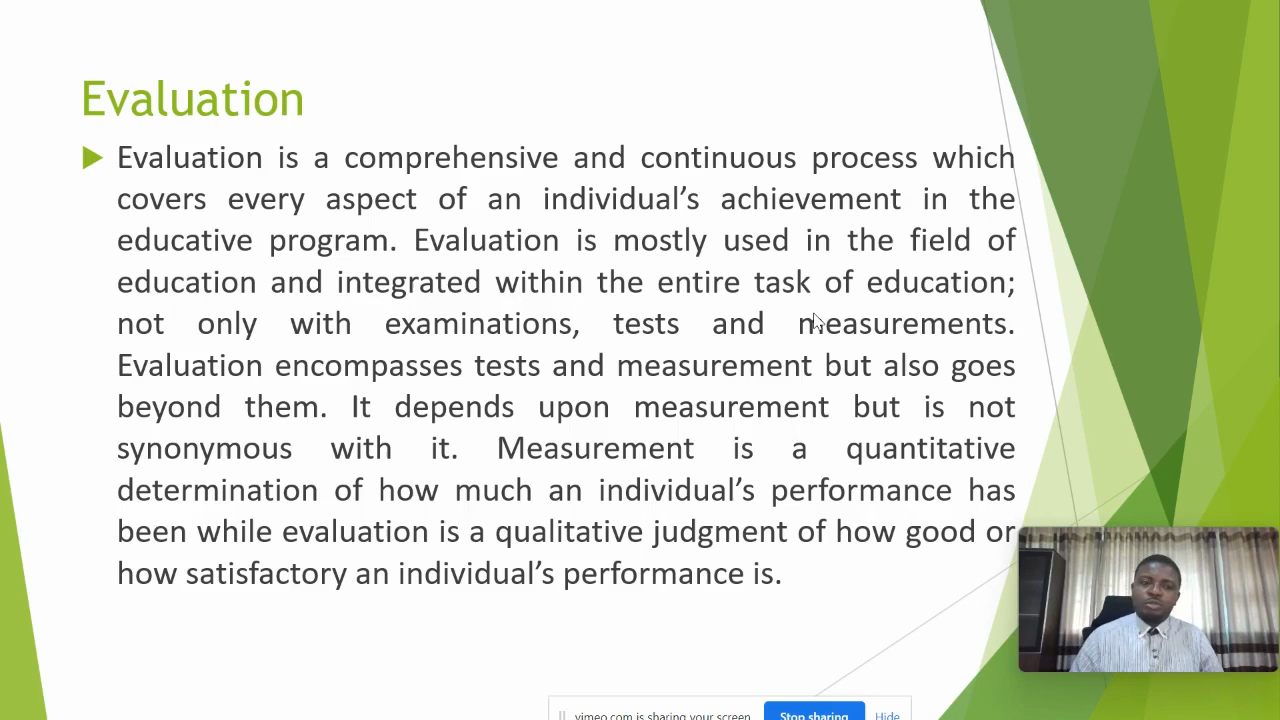 Evaluation
Evaluation is a comprehensive and continuous process which
covers every aspect of an individual’s achievement in the
educative program. Evaluation is mostly used in the field of
education and integrated within the entire task of education;
not only with examinations, tests and measurements.
Evaluation encompasses tests and measurement but also goes
beyond them. It depends upon measurement but is not
synonymous with it. Measurement is a quantitative
determination of how much an individual’s performance has
been while evaluation is a qualitative judgment of how good or
how satisfactory an individual’s performance is.
vimeo.com is sharing your screen. Stop sharing Hide